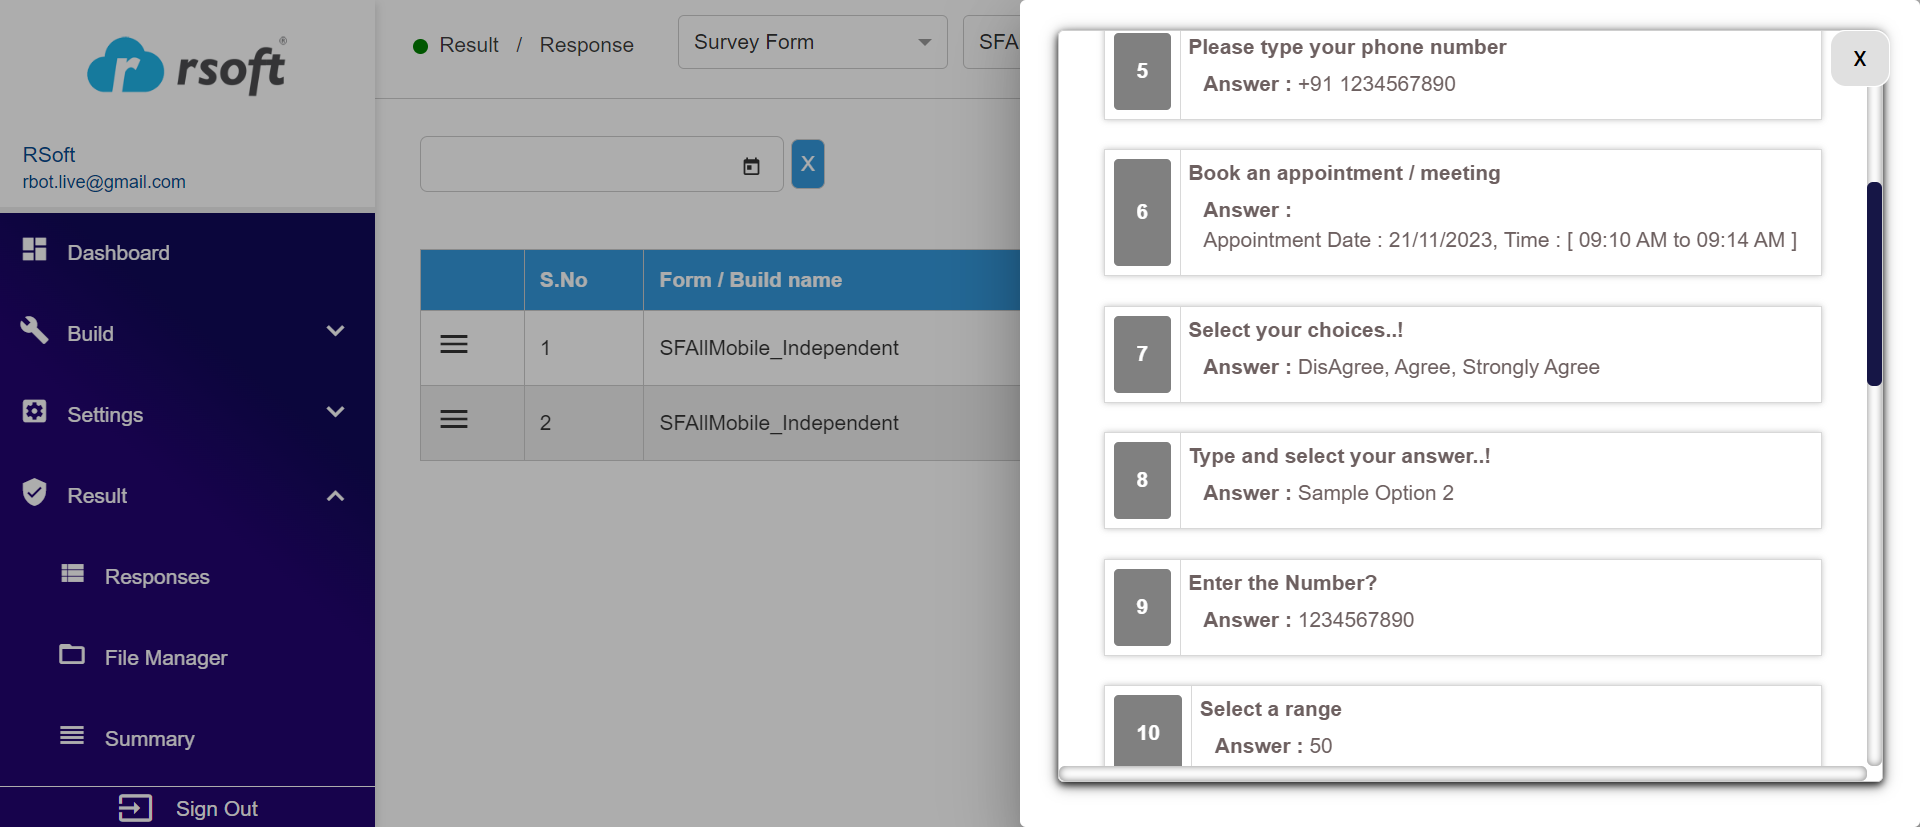 rsoft®
RSoft
rbot.live@gmail.com
Dashboard
Build
Settings
Result
Responses
File Manager
Summary
Sign Out
Result / Response
Survey Form
SFA
X
S.No Form / Build name
1 SFAllMobile_Independent
2 SFAllMobile_Independent
X
5 Please type your phone number
Answer : +91 1234567890
6 Book an appointment / meeting
Answer :
Appointment Date : 21/11/2023, Time : [ 09:10 AM to 09:14 AM ]
7 Select your choices..!
Answer : DisAgree, Agree, Strongly Agree
8 Type and select your answer..!
Answer : Sample Option 2
9 Enter the Number?
Answer : 1234567890
10 Select a range
Answer : 50